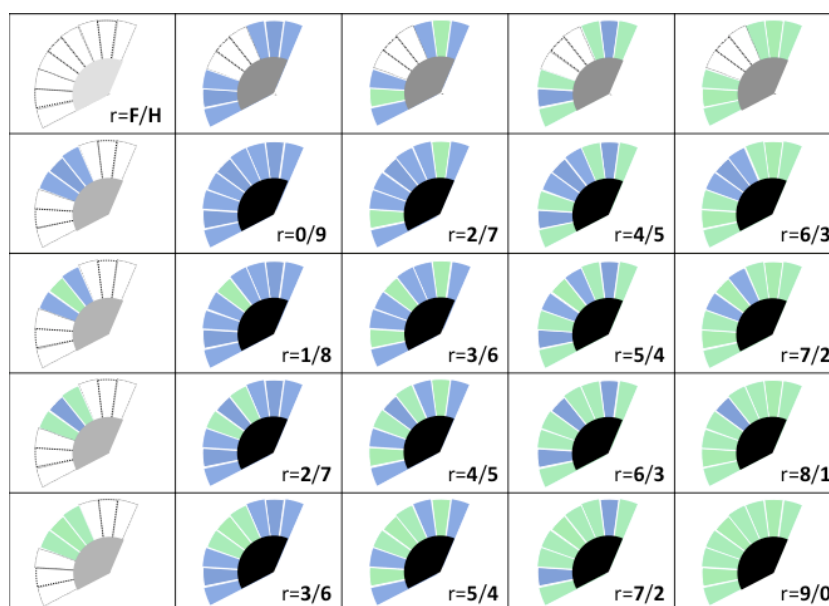 r=F/H
r=0/9
r=2/7
r=4/5
r=6/3
r=1/8
r=3/6
r=5/4
r=7/2
r=2/7
r=4/5
r=6/3
r=8/1
r=3/6
r=5/4
r=7/2
r=9/0